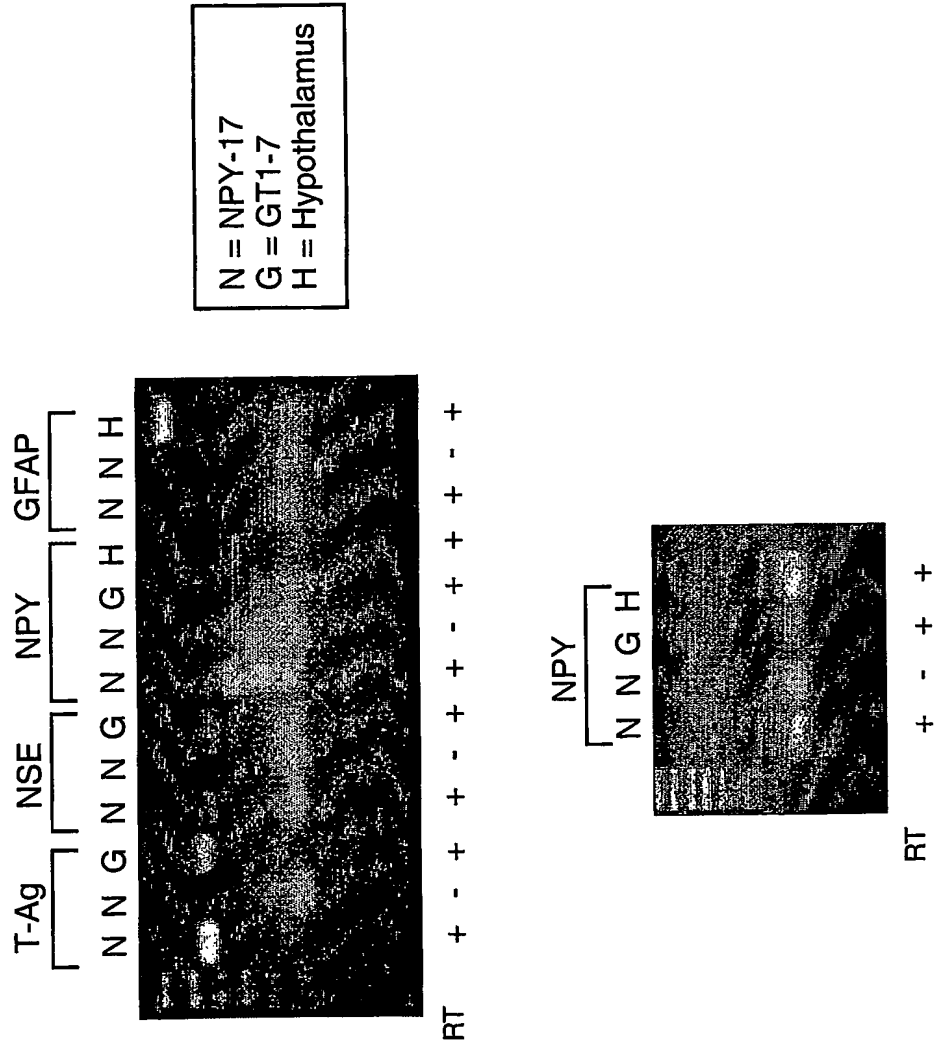 T-Ag NSE NPY GFAP
N N G N N G N N G H N N H
RT + - + + - + + - + + + - +
N = NPY-17
G = GT1-7
H = Hypothalamus
NPY
N N G H
RT + - + +